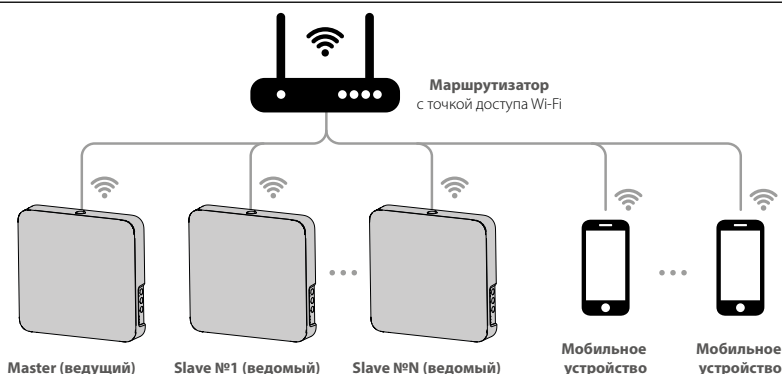 Маршрутизатор
с точкой доступа Wi-Fi
Master (ведущий)
Slave №1 (ведомый)
Slave №N (ведомый)
Мобильное
устройство
Мобильное
устройство